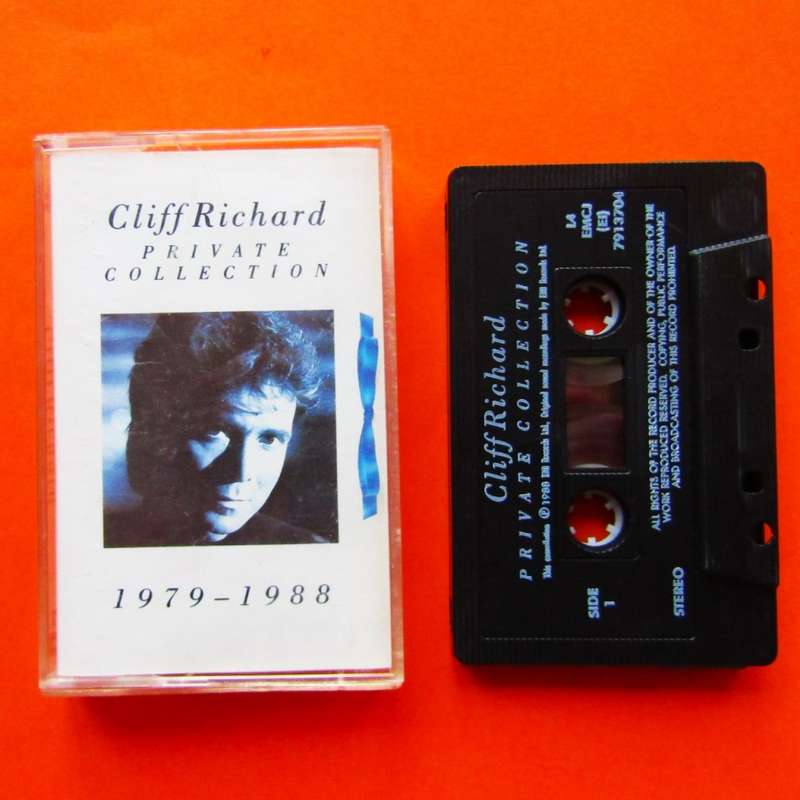 Cliff Richard
PRIVATE
COLLECTION
1979–1988
Cliff Richard
PRIVATE COLLECTION
This compilation ℗ 1988 EMI Records Ltd. Original sound recordings made by EMI Records Ltd.
SIDE
1
L4
EMCJ
(EI)
7913704
ALL RIGHTS OF THE RECORD PRODUCER AND OF THE OWNER OF THE
WORK REPRODUCED RESERVED. COPYING, PUBLIC PERFORMANCE
AND BROADCASTING OF THIS RECORD PROHIBITED.
STEREO